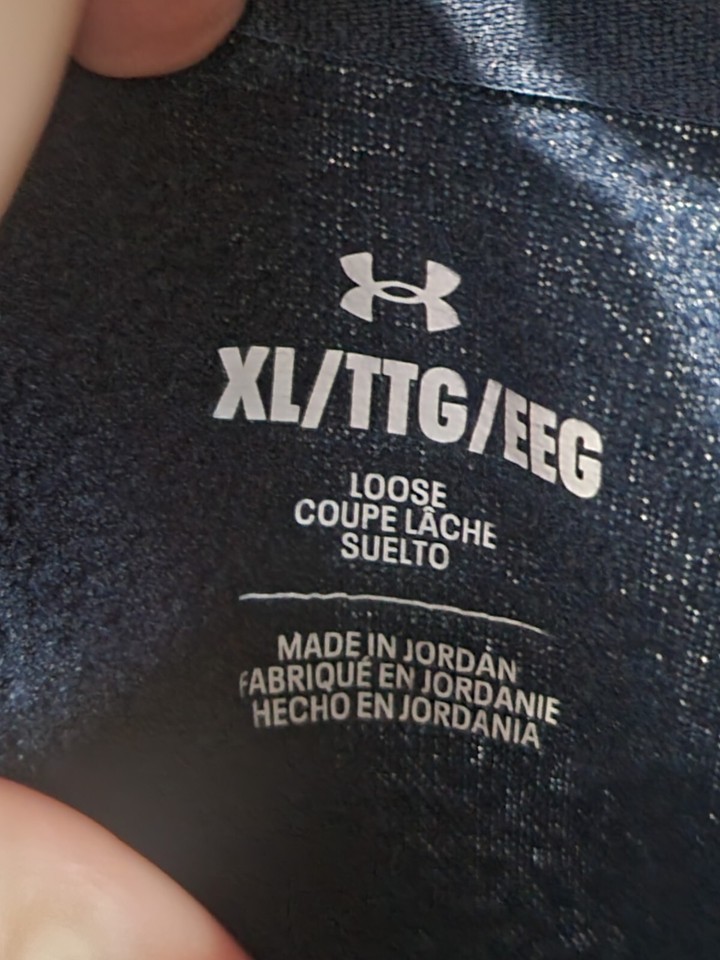 XL/TTG/EEG
LOOSE
COUPE LÂCHE
SUELTO
MADE IN JORDAN
FABRIQUÉ EN JORDANIE
HECHO EN JORDANIA